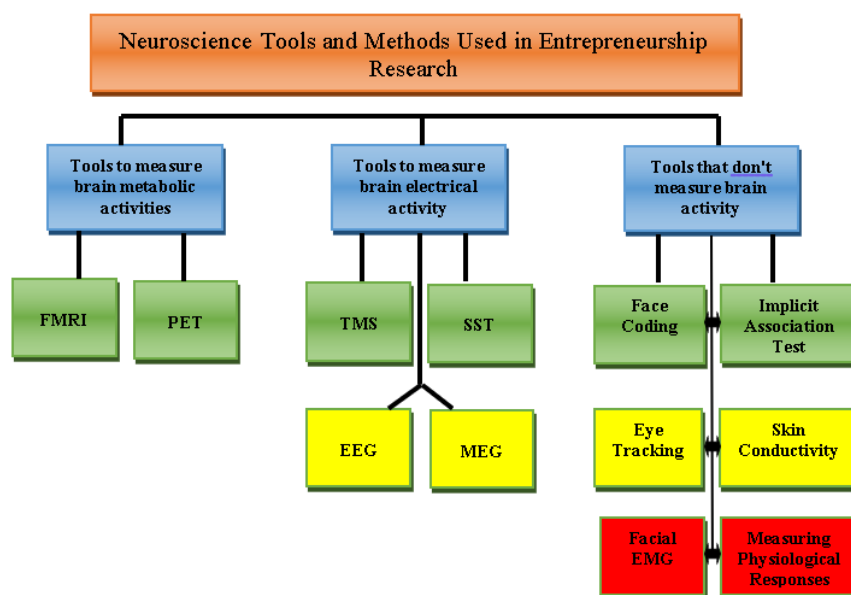 Neuroscience Tools and Methods Used in Entrepreneurship
Research
Tools to measure
brain metabolic
activities
Tools to measure
brain electrical
activity
Tools that don't
measure brain
activity
FMRI
PET
TMS
SST
Face
Coding
Implicit
Association
Test
EEG
MEG
Eye
Tracking
Skin
Conductivity
Facial
EMG
Measuring
Physiological
Responses